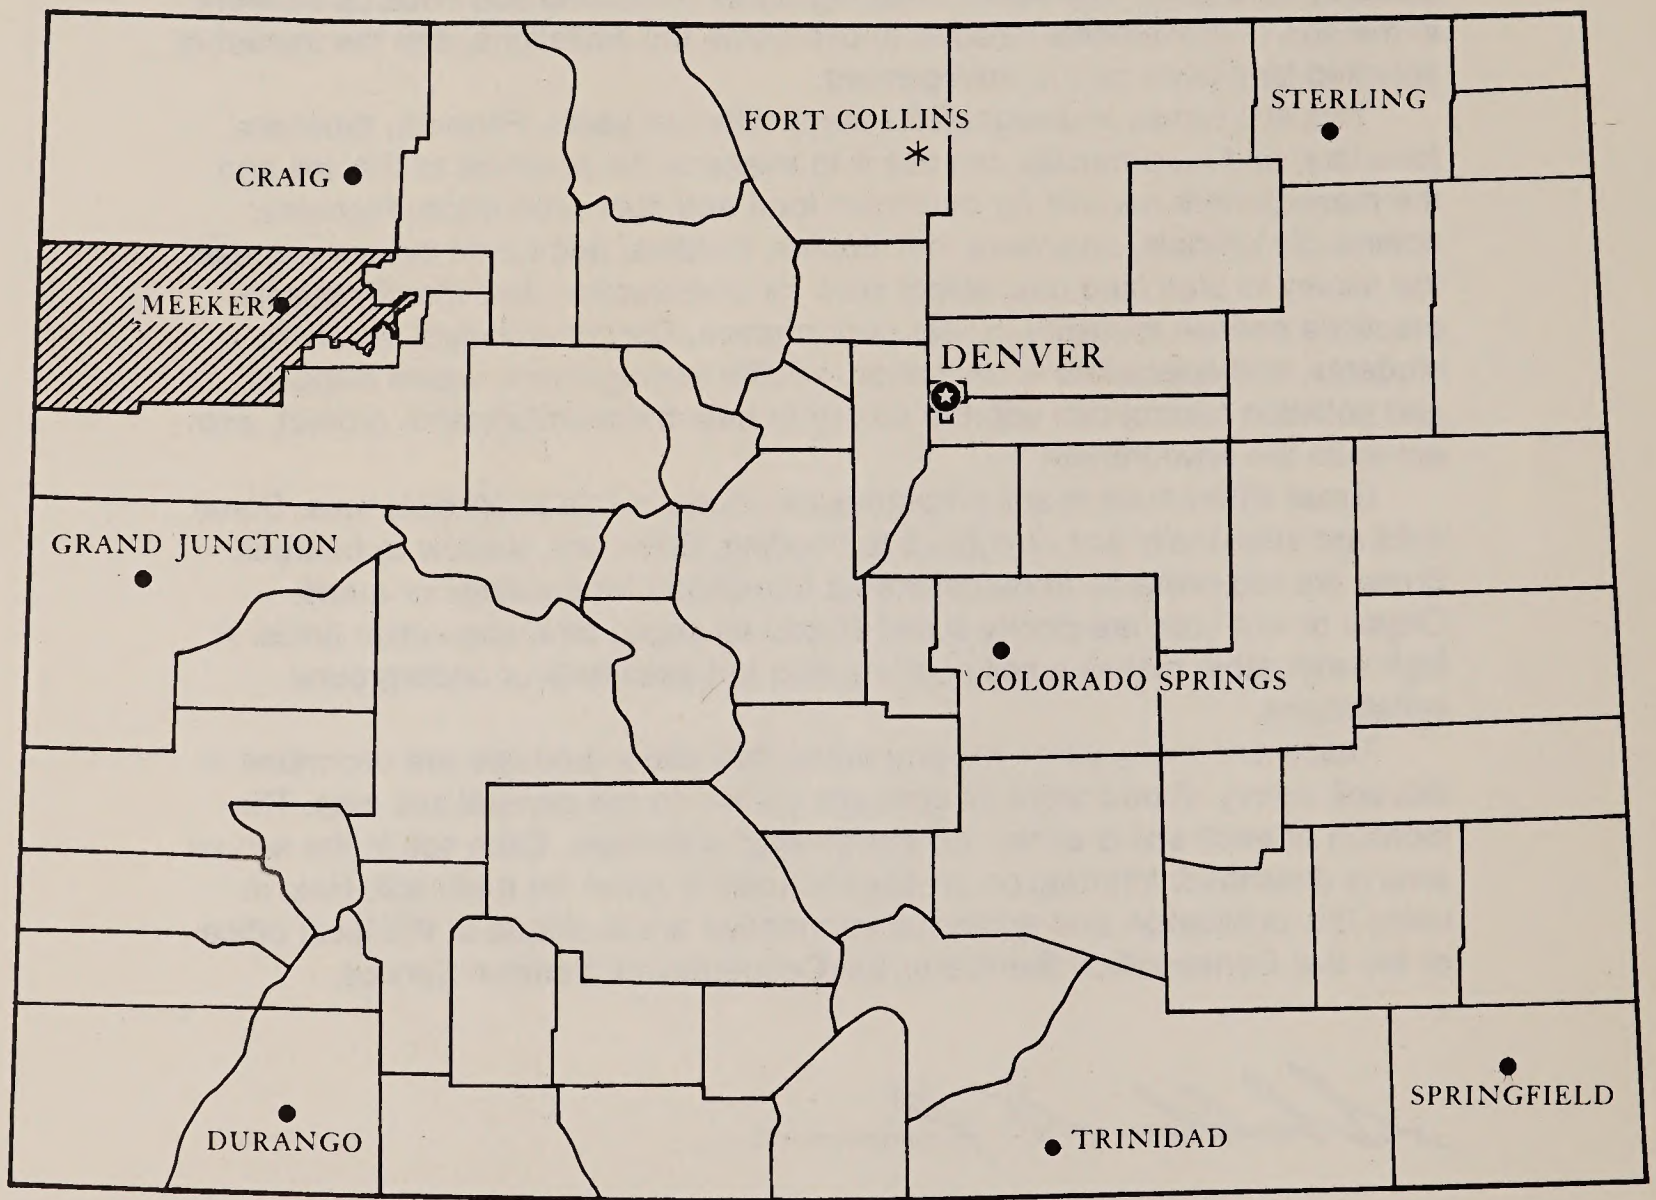 FORT COLLINS
STERLING
CRAIG
MEEKER
DENVER
GRAND JUNCTION
COLORADO SPRINGS
SPRINGFIELD
DURANGO
TRINIDAD